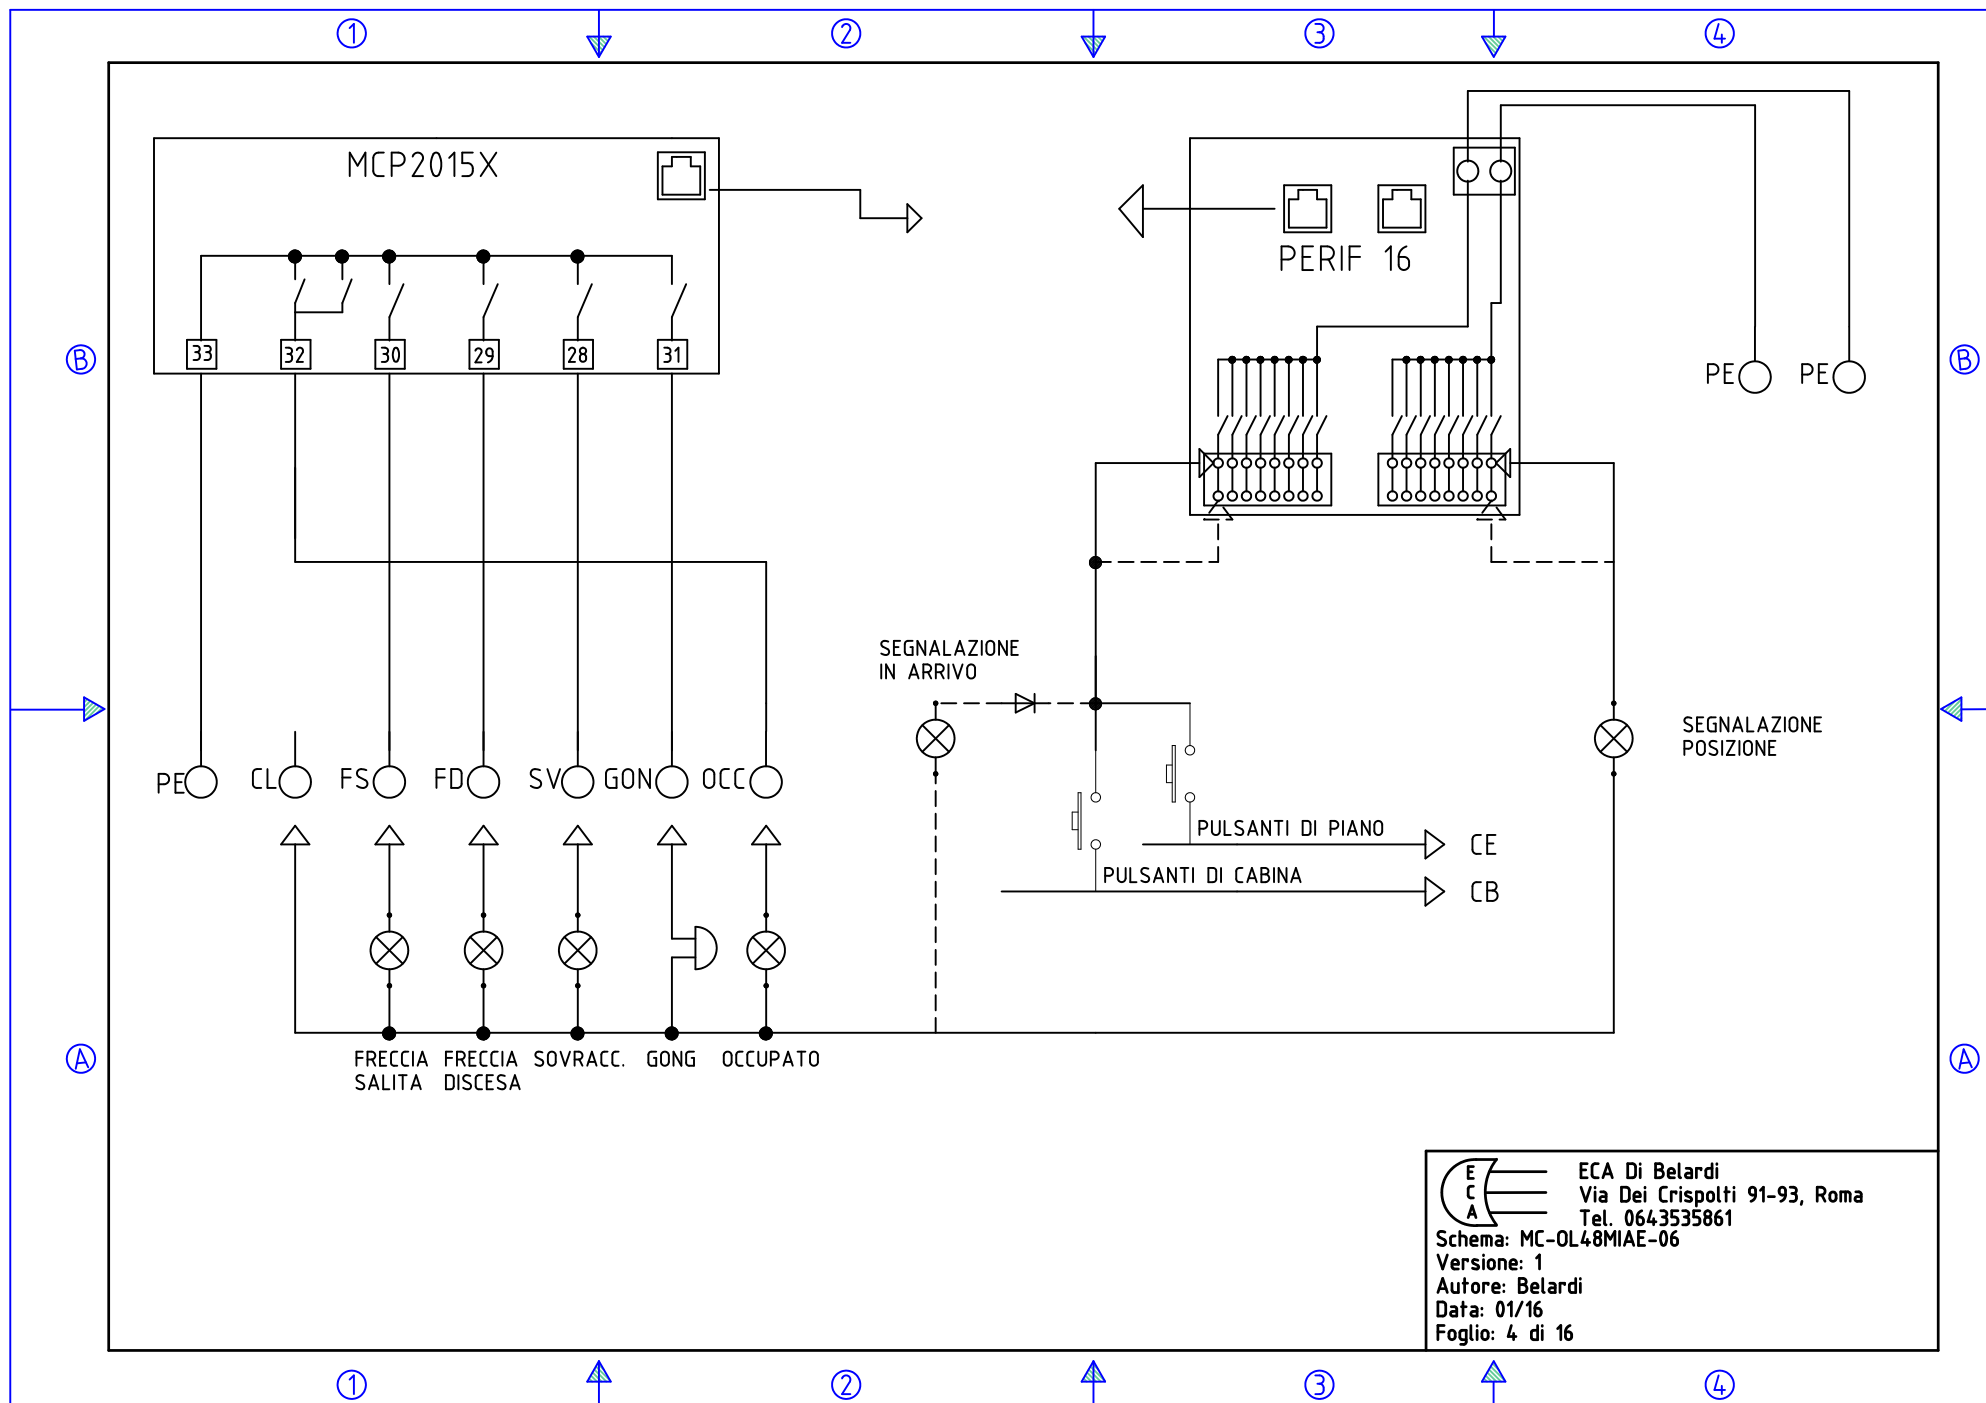 1 2 3 4
MCP2015X
PERIF 16
33 32 30 29 28 31
B B
PE PE
SEGNALAZIONE
IN ARRIVO
SEGNALAZIONE
POSIZIONE
PE CL FS FD SV GON OCC
PULSANTI DI PIANO
CE
PULSANTI DI CABINA
CB
A A
FRECCIA
SALITA
FRECCIA
DISCESA
SOVRACC.
GONG
OCCUPATO
E
C
A
ECA Di Belardi
Via Dei Crispolti 91-93, Roma
Tel. 0643535861
Schema: MC-OL48MIAE-06
Versione: 1
Autore: Belardi
Data: 01/16
Foglio: 4 di 16
1 2 3 4